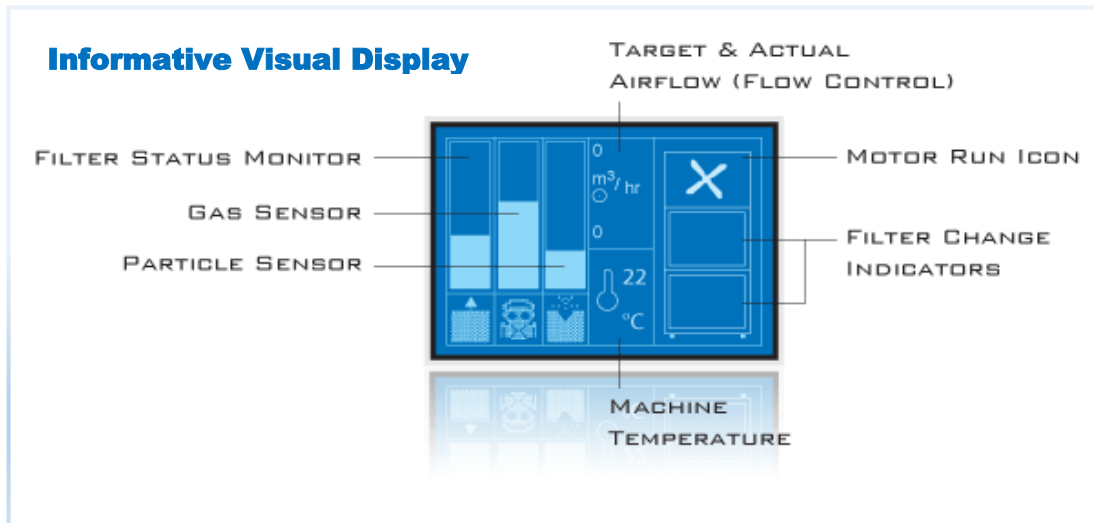 Informative Visual Display
TARGET & ACTUAL
AIRFLOW (FLOW CONTROL)
FILTER STATUS MONITOR
GAS SENSOR
PARTICLE SENSOR
0
m³/ hr
0
22
°C
MOTOR RUN ICON
FILTER CHANGE
INDICATORS
MACHINE
TEMPERATURE